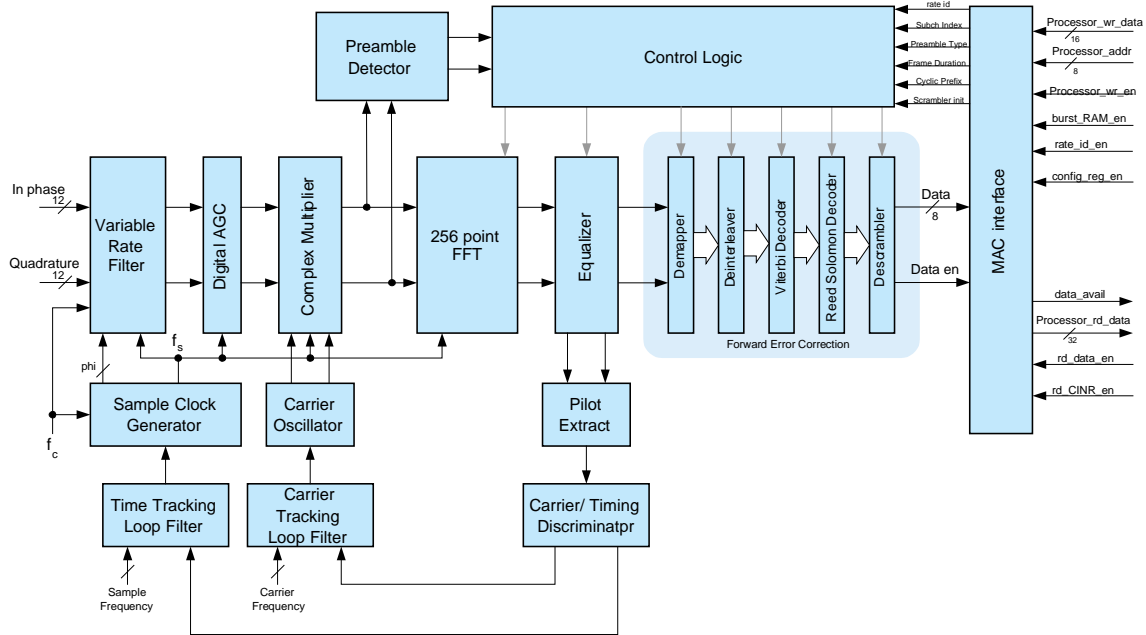 rate id
Subch Index
Preamble Type
Frame Duration
Cyclic Prefix
Scrambler init
Preamble
Detector
Control Logic
Processor_wr_data
16
Processor_addr
8
Processor_wr_en
burst_RAM_en
rate_id_en
config_reg_en
In phase
12
Quadrature
12
Variable
Rate
Filter
Digital AGC
Complex Multiplier
256 point
FFT
Equalizer
Demapper
Deinterleaver
Viterbi Decoder
Reed Solomon Decoder
Descrambler
Forward Error Correction
Data
8
Data en
MAC interface
data_avail
Processor_rd_data
32
rd_data_en
rd_CINR_en
f
s
phi
f
c
Sample Clock
Generator
Carrier
Oscillator
Pilot
Extract
Time Tracking
Loop Filter
Carrier
Tracking
Loop Filter
Carrier/ Timing
Discriminatpr
Sample
Frequency
Carrier
Frequency